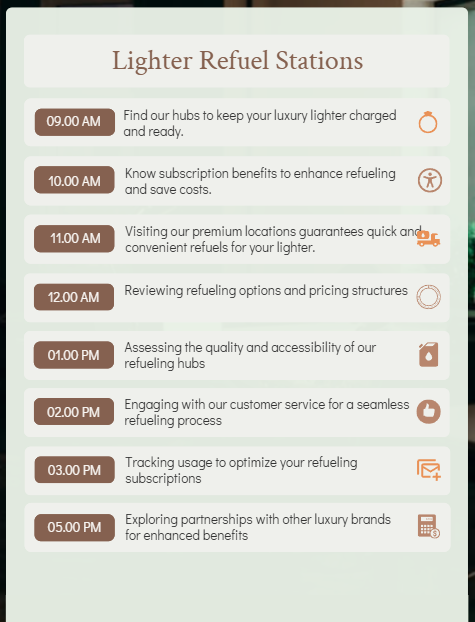 Lighter Refuel Stations
09.00 AM
Find our hubs to keep your luxury lighter charged
and ready.
10.00 AM
Know subscription benefits to enhance refueling
and save costs.
11.00 AM
Visiting our premium locations guarantees quick and
convenient refuels for your lighter.
12.00 AM
Reviewing refueling options and pricing structures
01.00 PM
Assessing the quality and accessibility of our
refueling hubs
02.00 PM
Engaging with our customer service for a seamless
refueling process
03.00 PM
Tracking usage to optimize your refueling
subscriptions
05.00 PM
Exploring partnerships with other luxury brands
for enhanced benefits